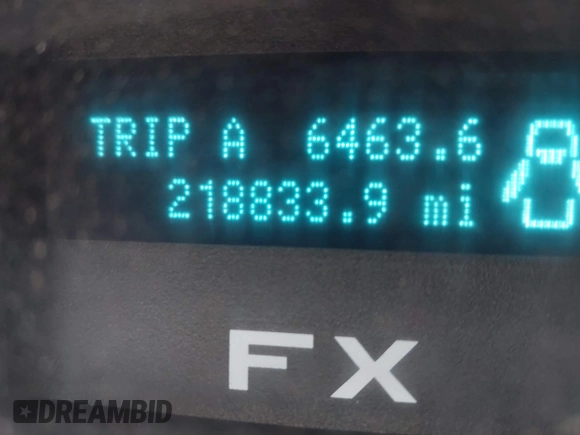 TRIP A 6463.6
218833.9 mi
FX
DREAMBID